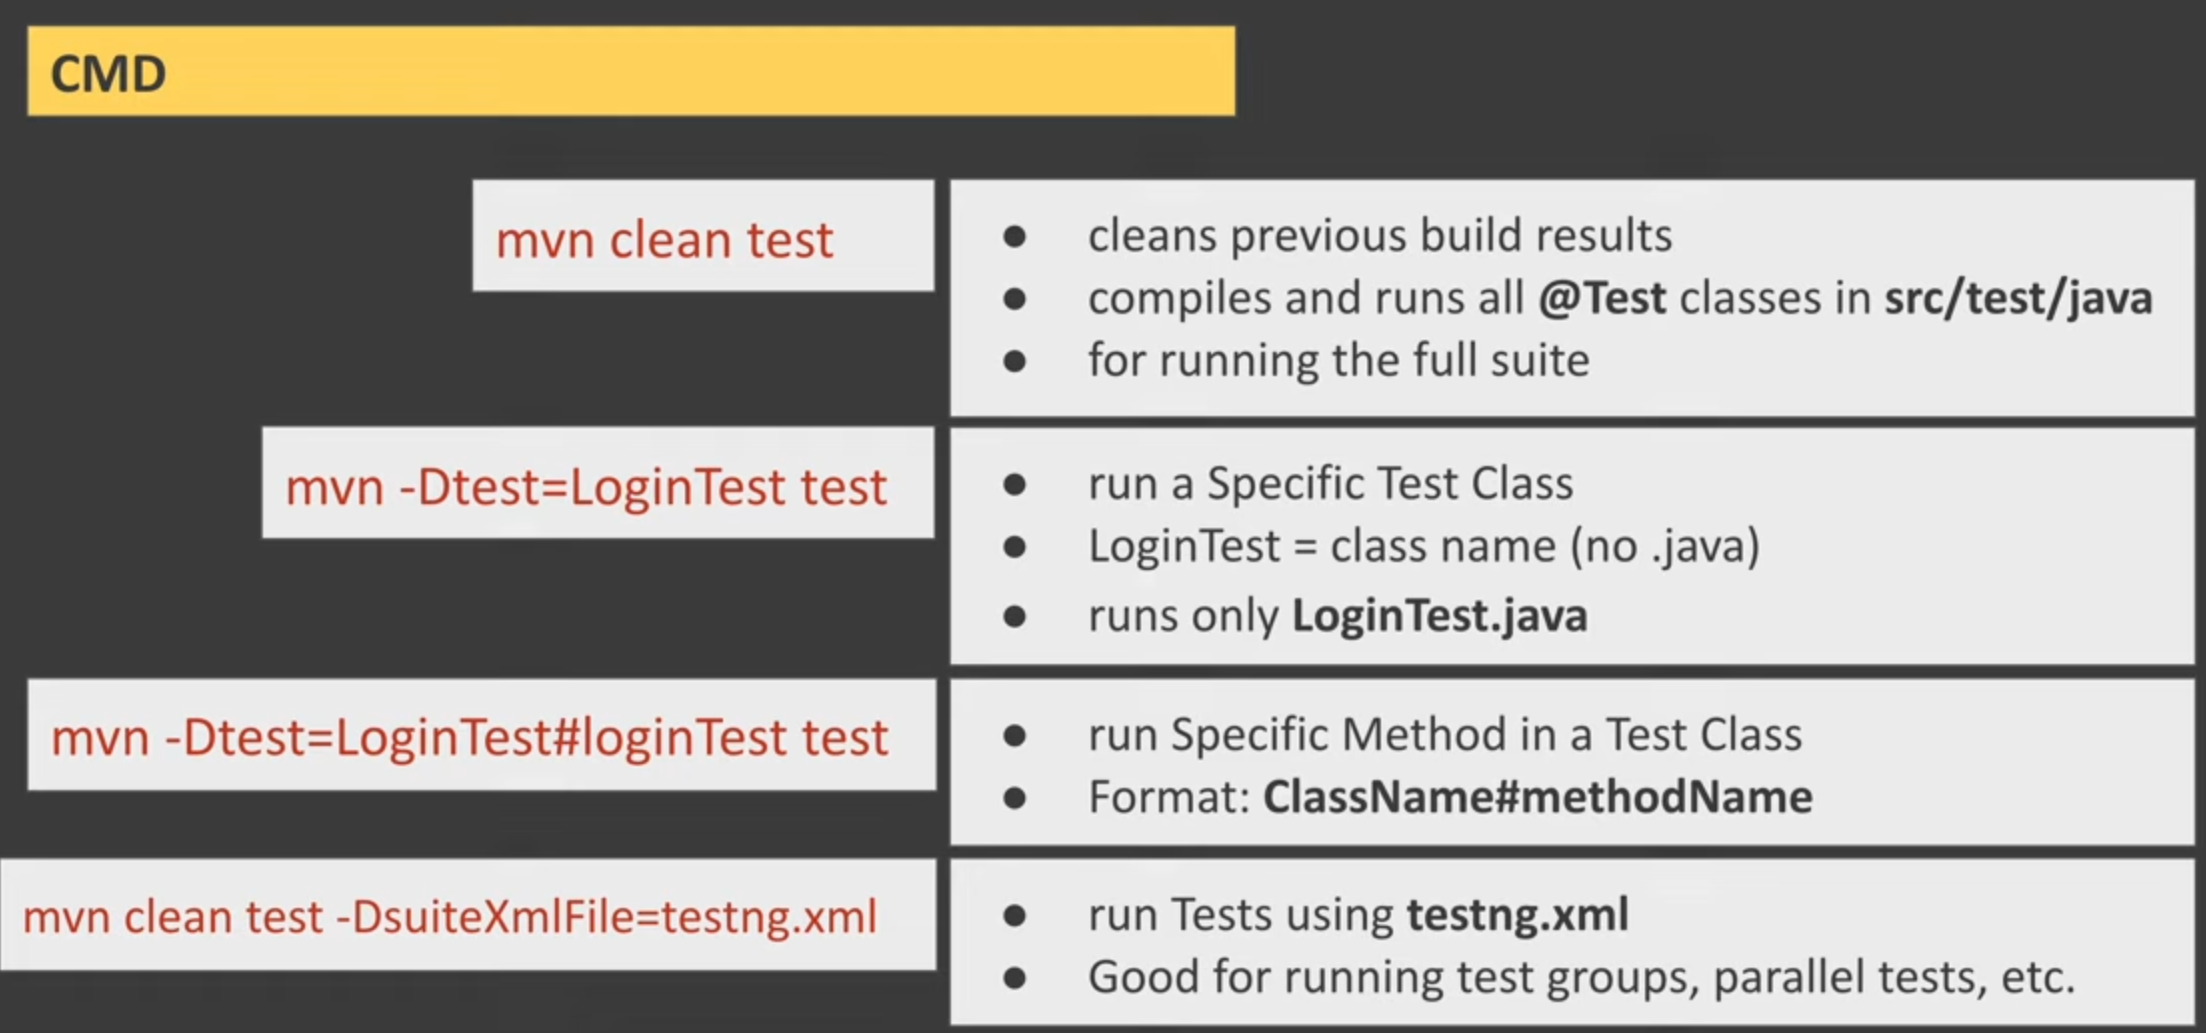 CMD
mvn clean test
● cleans previous build results
● compiles and runs all @Test classes in src/test/java
● for running the full suite
mvn -Dtest=LoginTest test
● run a Specific Test Class
● LoginTest = class name (no .java)
● runs only LoginTest.java
mvn -Dtest=LoginTest#loginTest test
● run Specific Method in a Test Class
● Format: ClassName#methodName
mvn clean test -DsuiteXmlFile=testng.xml
● run Tests using testng.xml
● Good for running test groups, parallel tests, etc.